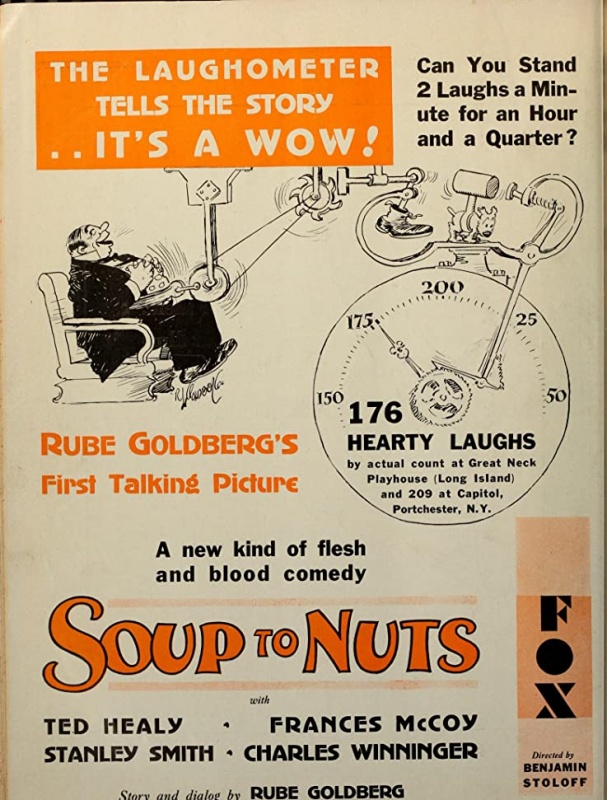 THE LAUGHOMETER
TELLS THE STORY
..IT'S A WOW!
Can You Stand
2 Laughs a Min-
ute for an Hour
and a Quarter?
200
175
25
150
50
176
HEARTY LAUGHS
by actual count at Great Neck
Playhouse (Long Island)
and 209 at Capitol,
Portchester, N.Y.
RUBE GOLDBERG'S
First Talking Picture
A new kind of flesh
and blood comedy
SOUP TO NUTS
with
TED HEALY • FRANCES McCOY
STANLEY SMITH • CHARLES WINNINGER
Story and dialog by RUBE GOLDBERG
FOX
Directed by
BENJAMIN
STOLOFF